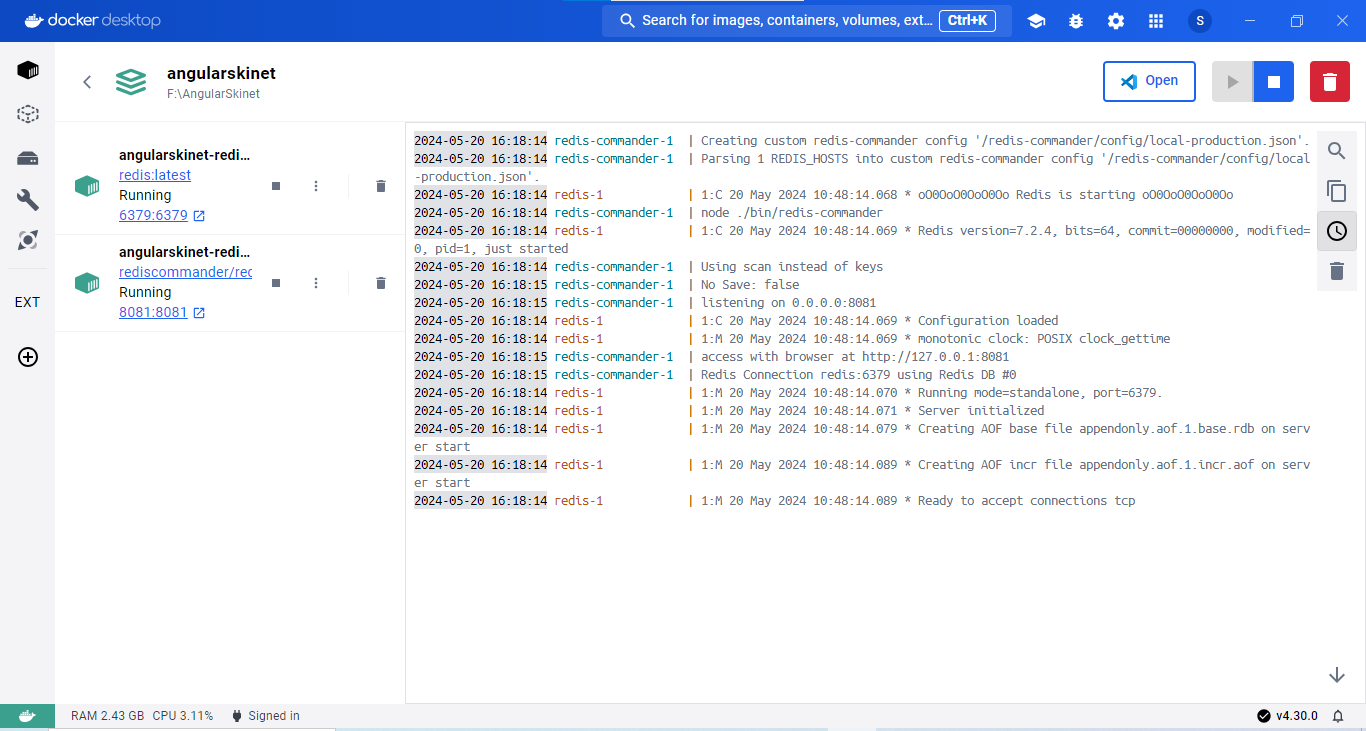 docker desktop
Search for images, containers, volumes, ext... Ctrl+K
S
angularskinet
F:\AngularSkinet
Open
angularskinet-redi...
redis:latest
Running
6379:6379
angularskinet-redi...
rediscommander/rec
Running
8081:8081
EXT
2024-05-20 16:18:14 redis-commander-1 | Creating custom redis-commander config '/redis-commander/config/local-production.json'.
2024-05-20 16:18:14 redis-commander-1 | Parsing 1 REDIS_HOSTS into custom redis-commander config '/redis-commander/config/local
-production.json'.
2024-05-20 16:18:14 redis-1 | 1:C 20 May 2024 10:48:14.068 * oO0OoO0OoO0Oo Redis is starting oO0OoO0OoO0Oo
2024-05-20 16:18:14 redis-commander-1 | node ./bin/redis-commander
2024-05-20 16:18:14 redis-1 | 1:C 20 May 2024 10:48:14.069 * Redis version=7.2.4, bits=64, commit=00000000, modified=
0, pid=1, just started
2024-05-20 16:18:14 redis-commander-1 | Using scan instead of keys
2024-05-20 16:18:15 redis-commander-1 | No Save: false
2024-05-20 16:18:15 redis-commander-1 | listening on 0.0.0.0:8081
2024-05-20 16:18:14 redis-1 | 1:C 20 May 2024 10:48:14.069 * Configuration loaded
2024-05-20 16:18:14 redis-1 | 1:M 20 May 2024 10:48:14.069 * monotonic clock: POSIX clock_gettime
2024-05-20 16:18:15 redis-commander-1 | access with browser at http://127.0.0.1:8081
2024-05-20 16:18:15 redis-commander-1 | Redis Connection redis:6379 using Redis DB #0
2024-05-20 16:18:14 redis-1 | 1:M 20 May 2024 10:48:14.070 * Running mode=standalone, port=6379.
2024-05-20 16:18:14 redis-1 | 1:M 20 May 2024 10:48:14.071 * Server initialized
2024-05-20 16:18:14 redis-1 | 1:M 20 May 2024 10:48:14.079 * Creating AOF base file appendonly.aof.1.base.rdb on serv
er start
2024-05-20 16:18:14 redis-1 | 1:M 20 May 2024 10:48:14.089 * Creating AOF incr file appendonly.aof.1.incr.aof on serv
er start
2024-05-20 16:18:14 redis-1 | 1:M 20 May 2024 10:48:14.089 * Ready to accept connections tcp
RAM 2.43 GB CPU 3.11% Signed in
v4.30.0